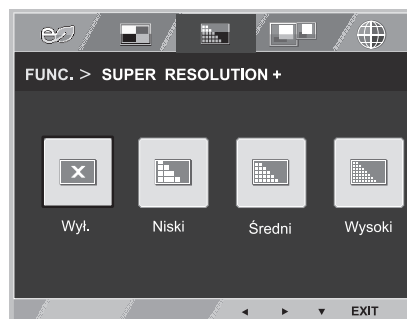 FUNC. > SUPER RESOLUTION +
Wył. Niski Średni Wysoki
EXIT